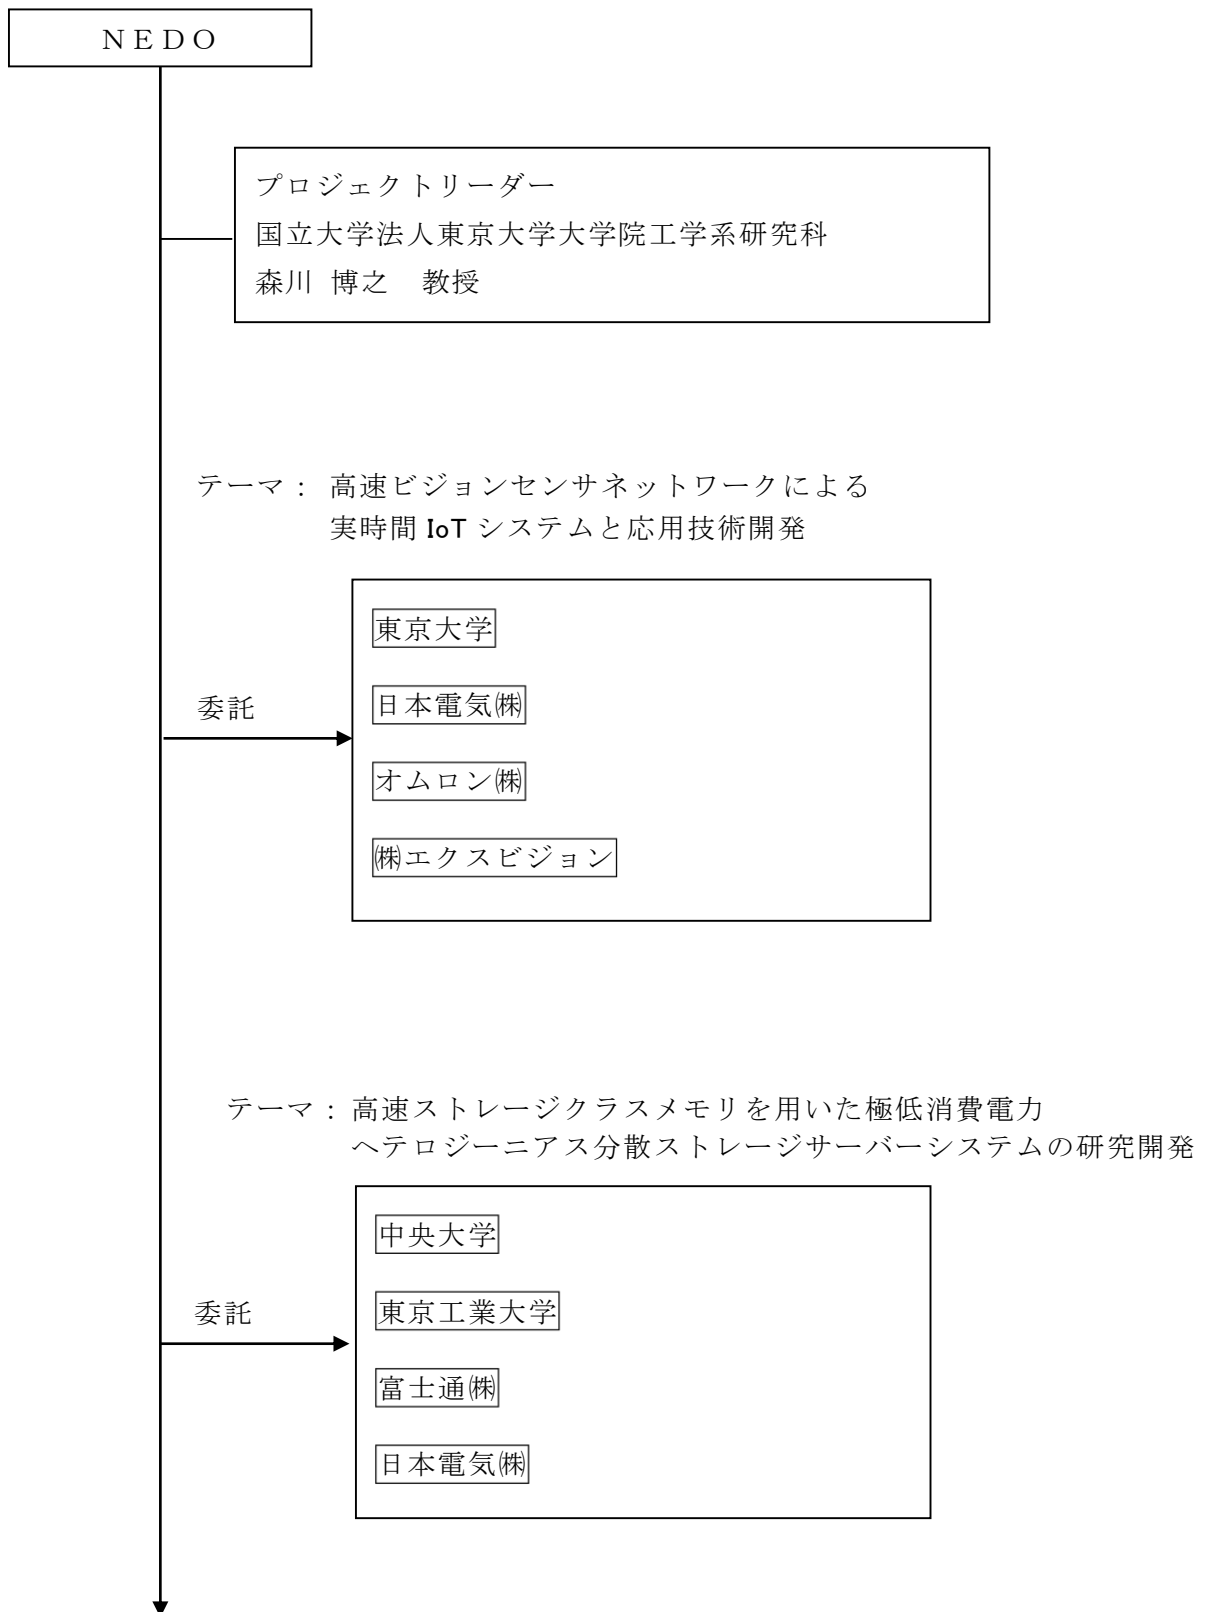 ＮＥＤＯ
プロジェクトリーダー
国立大学法人東京大学大学院工学系研究科
森川 博之　教授
テーマ： 高速ビジョンセンサネットワークによる
実時間 IoT システムと応用技術開発
東京大学
日本電気㈱
委託
オムロン㈱
㈱エクスビジョン
テーマ：高速ストレージクラスメモリを用いた極低消費電力
ヘテロジーニアス分散ストレージサーバーシステムの研究開発
中央大学
東京工業大学
委託
富士通㈱
日本電気㈱